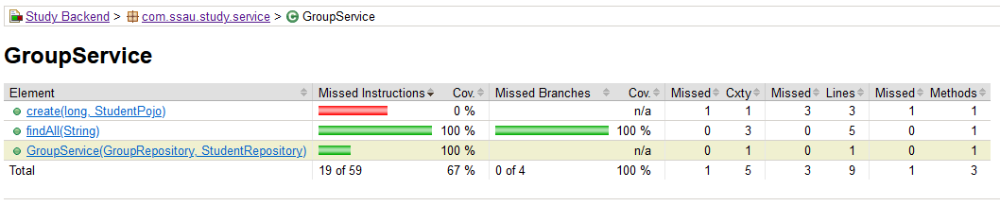 Study Backend > com.ssau.study.service > GroupService
GroupService
Element Missed Instructions Cov. Missed Branches Cov. Missed Cxty Missed Lines Missed Methods
create(long, StudentPojo) 0 % n/a 1 1 3 3 1 1
findAll(String) 100 % 100 % 0 3 0 5 0 1
GroupService(GroupRepository, StudentRepository) 100 % n/a 0 1 0 1 0 1
Total 19 of 59 67 % 0 of 4 100 % 1 5 3 9 1 3